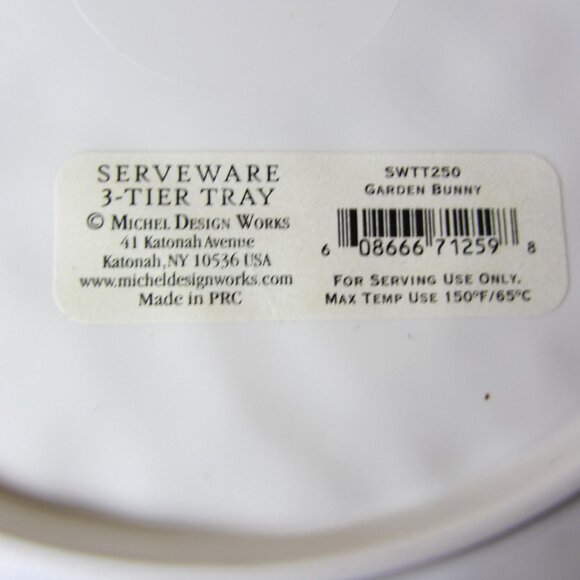 SERVEWARE
3-TIER TRAY
© MICHEL DESIGN WORKS
41 Katonah Avenue
Katonah, NY 10536 USA
www.micheldesignworks.com
Made in PRC
SWTT250
GARDEN BUNNY
6 08666 71259 8
FOR SERVING USE ONLY.
MAX TEMP USE 150°F/65°C